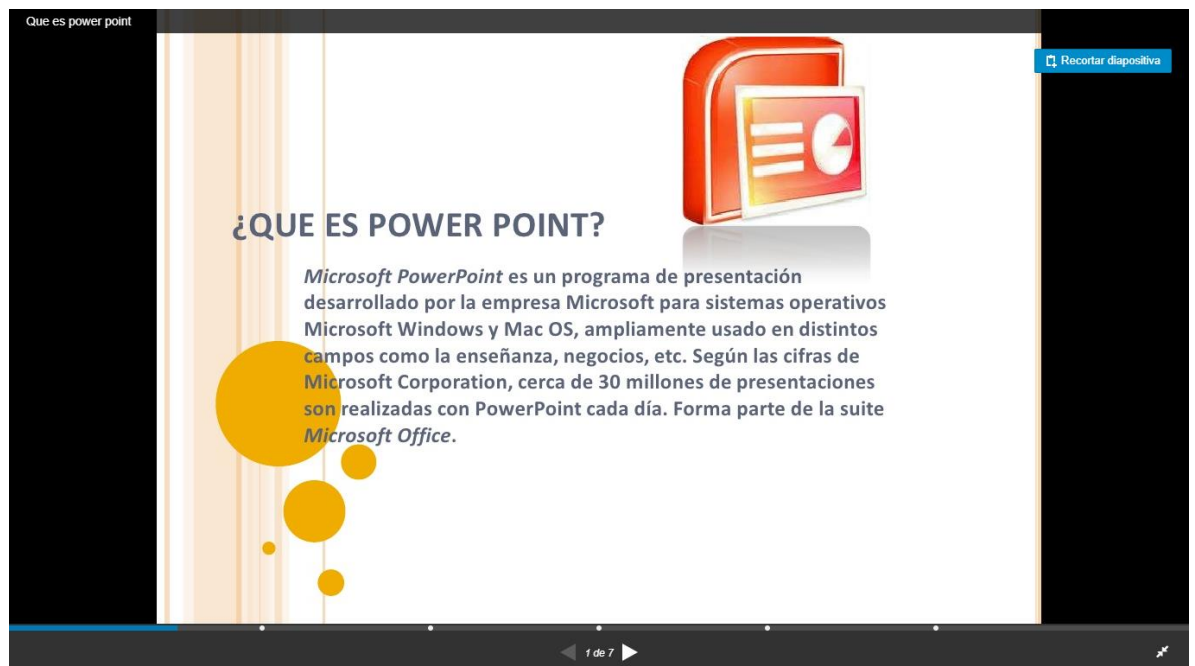 Que es power point
Recortar diapositiva
¿QUE ES POWER POINT?
Microsoft PowerPoint es un programa de presentación
desarrollado por la empresa Microsoft para sistemas operativos
Microsoft Windows y Mac OS, ampliamente usado en distintos
campos como la enseñanza, negocios, etc. Según las cifras de
Microsoft Corporation, cerca de 30 millones de presentaciones
son realizadas con PowerPoint cada día. Forma parte de la suite
Microsoft Office.
1 de 7